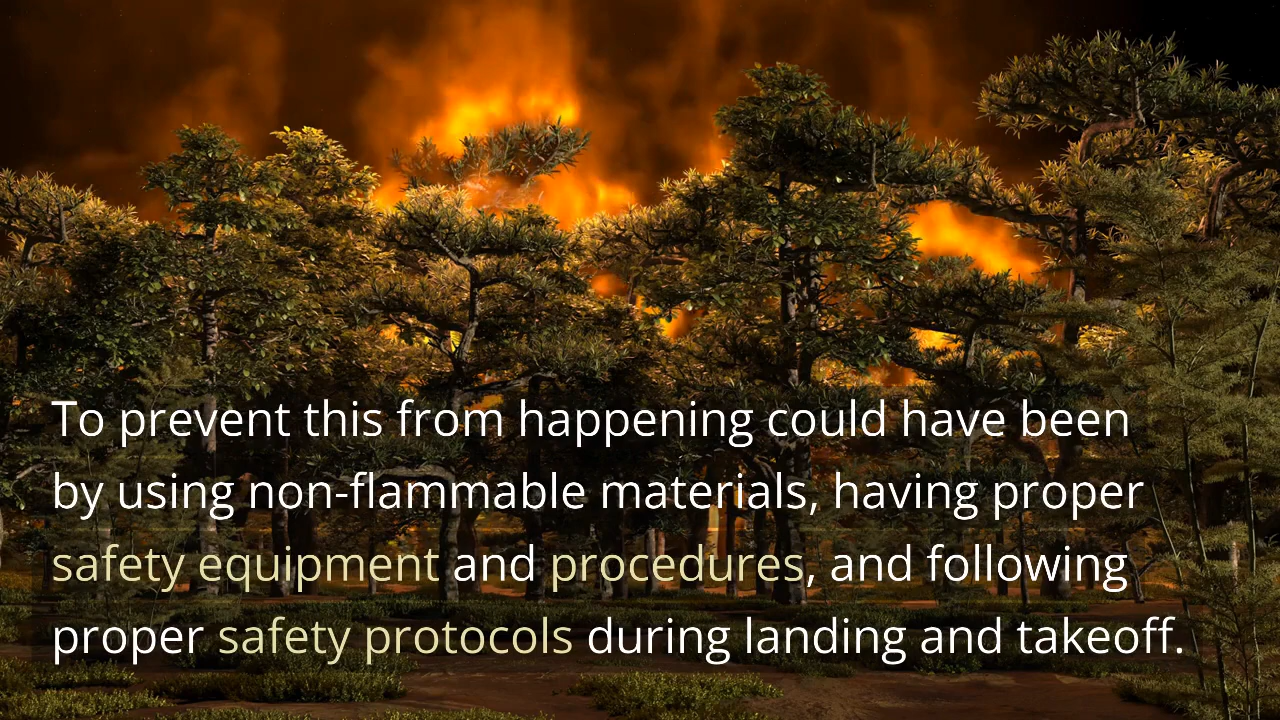 To prevent this from happening could have been
by using non-flammable materials, having proper
safety equipment and procedures, and following
proper safety protocols during landing and takeoff.